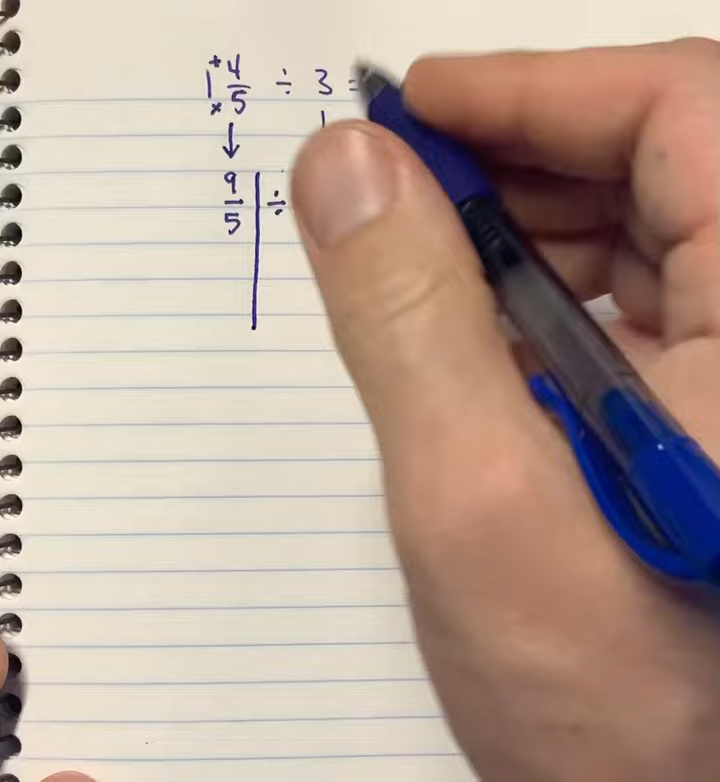 1 + 4/5 ÷ 3 =
×
↓
9/5 ÷